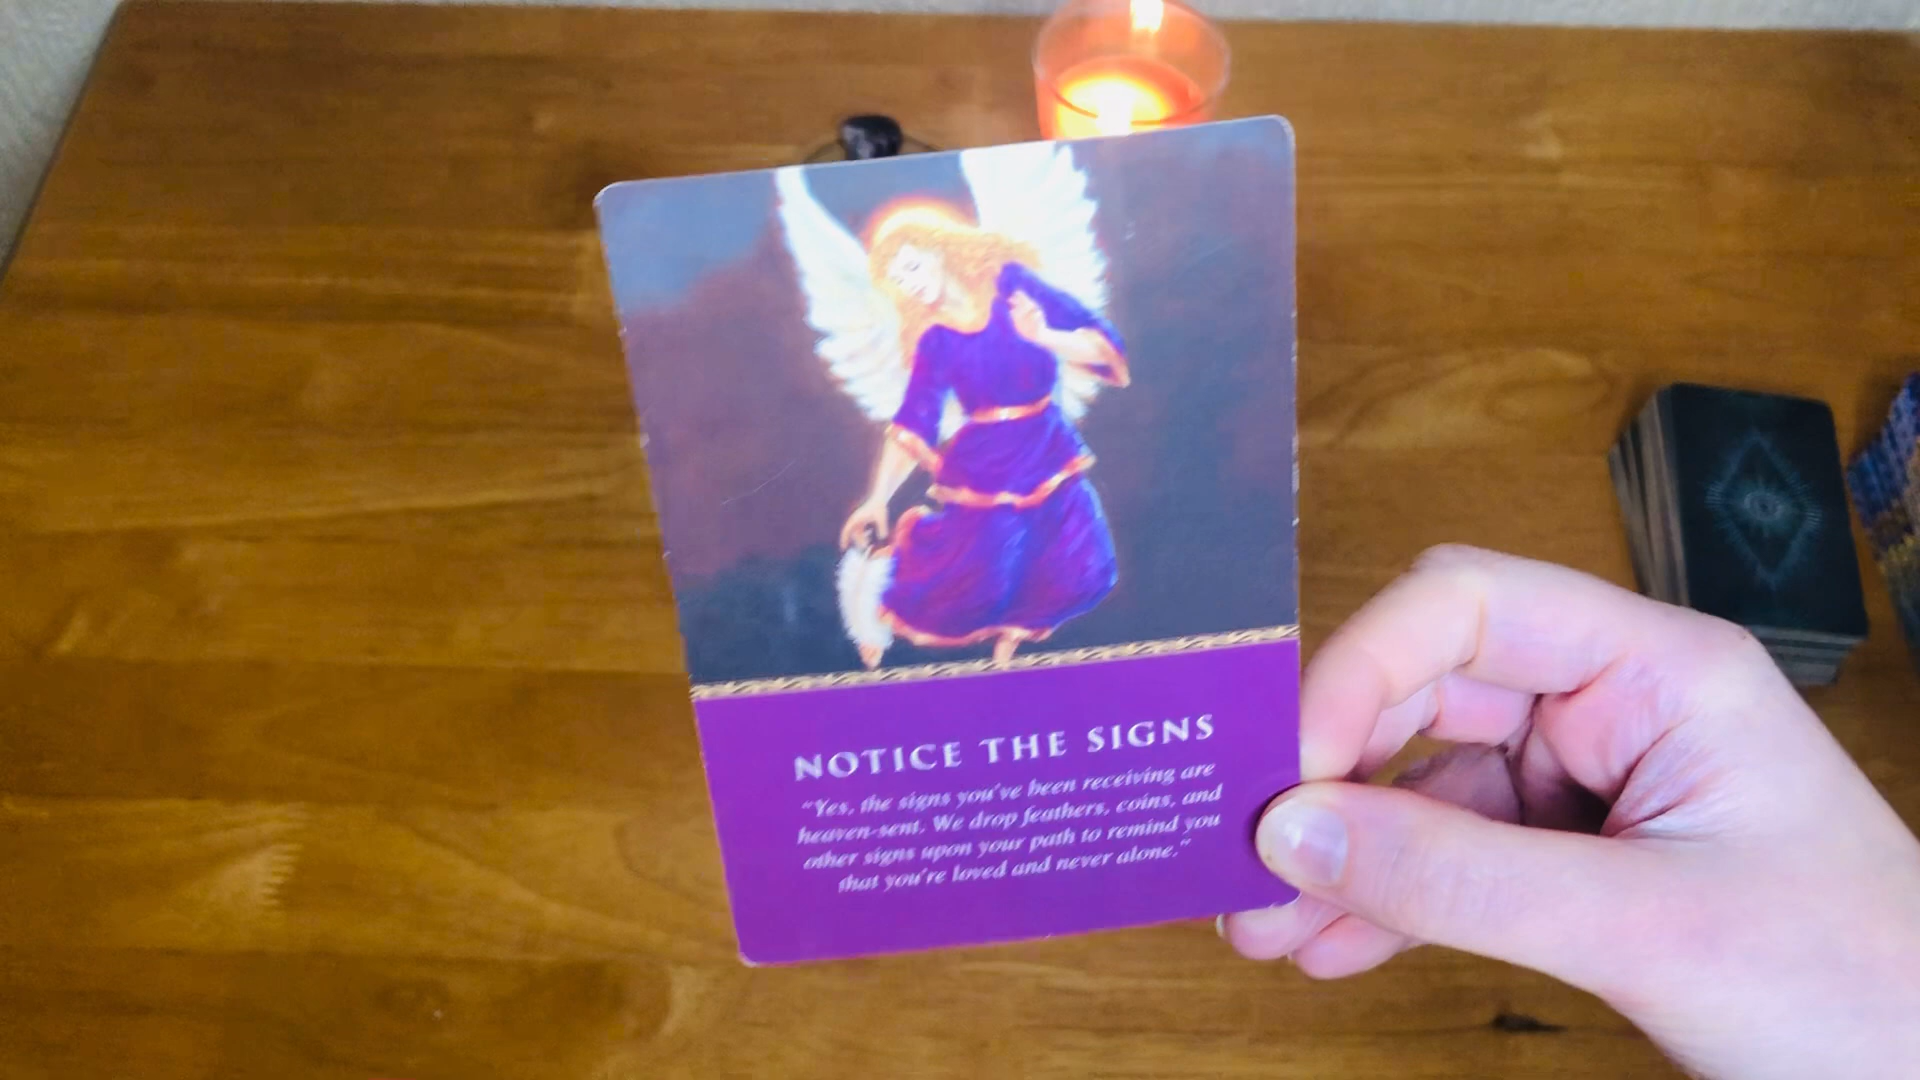 NOTICE THE SIGNS
"Yes, the signs you've been receiving are
heaven-sent. We drop feathers, coins, and
other signs upon your path to remind you
that you're loved and never alone."